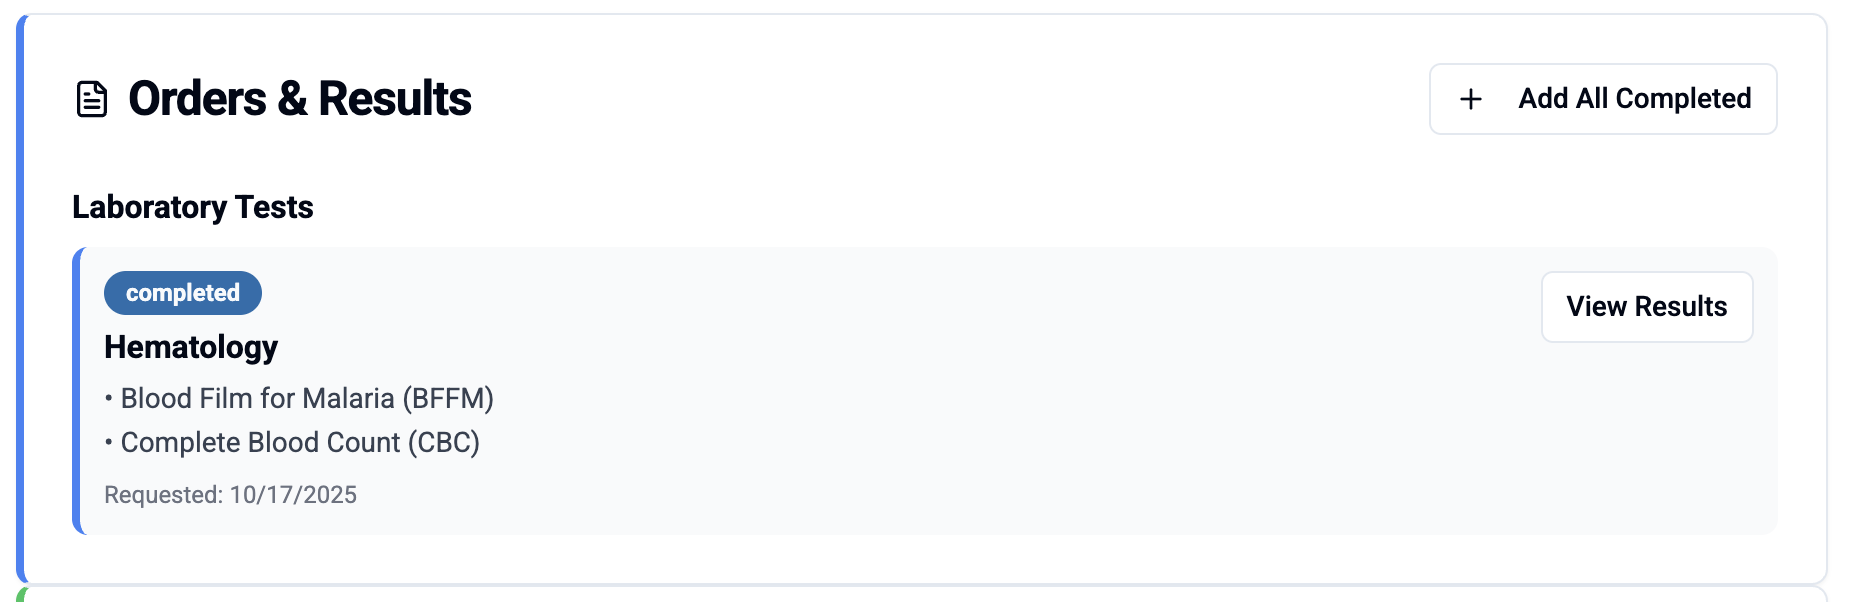 Orders & Results
+ Add All Completed
Laboratory Tests
completed
View Results
Hematology
• Blood Film for Malaria (BFFM)
• Complete Blood Count (CBC)
Requested: 10/17/2025